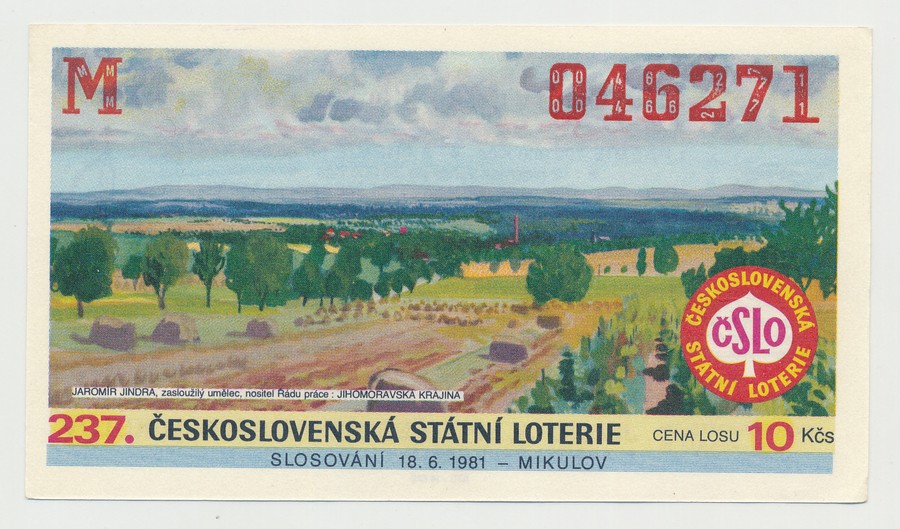 M 046271
ČESKOSLOVENSKÁ
ČSLO
STÁTNÍ LOTERIE
JAROMÍR JINDRA, zasloužilý umělec, nositel Řádu práce : JIHOMORAVSKÁ KRAJINA
237. ČESKOSLOVENSKÁ STÁTNÍ LOTERIE CENA LOSU 10 Kčs
SLOSOVÁNÍ 18. 6. 1981 – MIKULOV